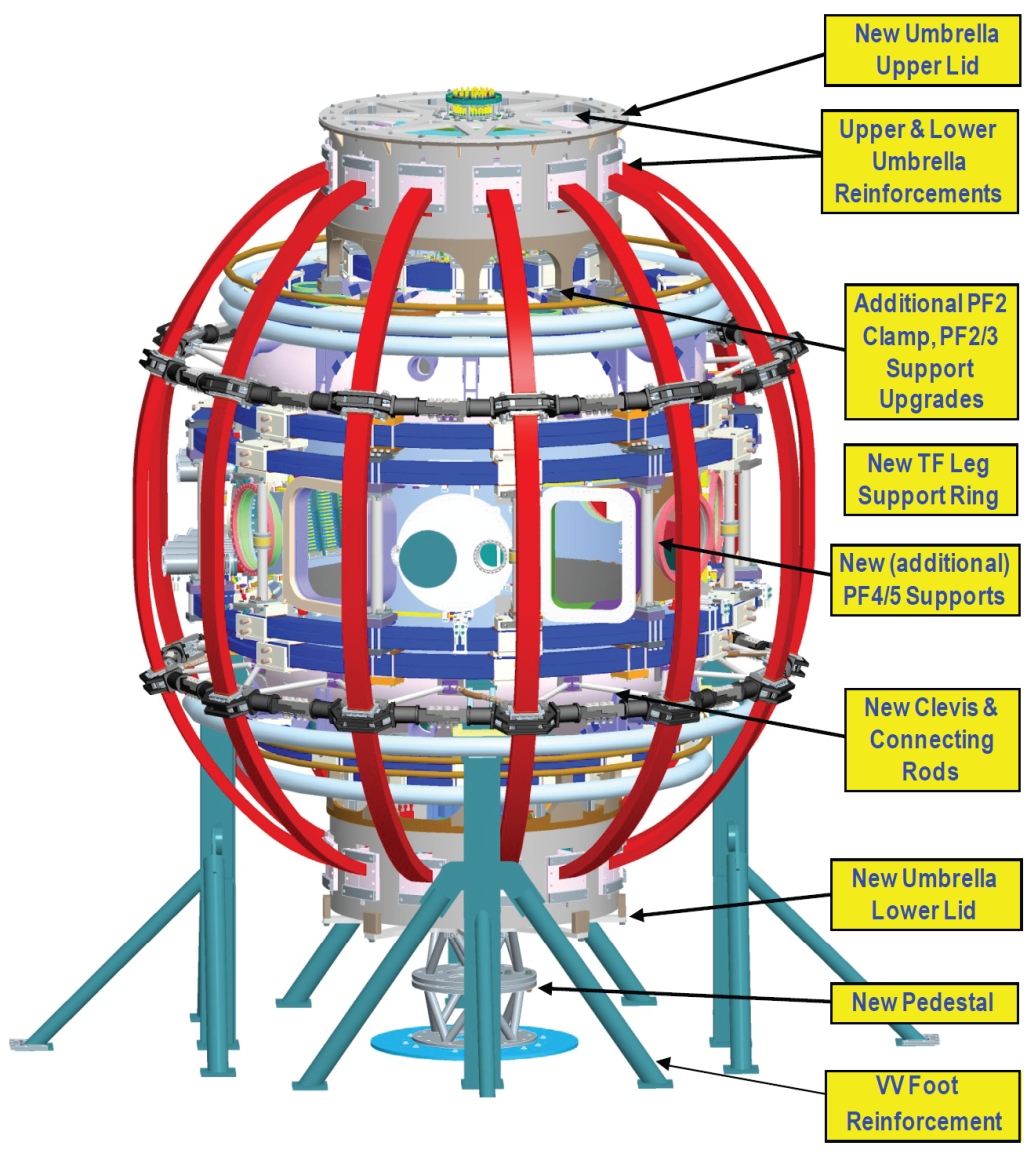 New Umbrella
Upper Lid
Upper & Lower
Umbrella
Reinforcements
Additional PF2
Clamp, PF2/3
Support
Upgrades
New TF Leg
Support Ring
New (additional)
PF4/5 Supports
New Clevis &
Connecting
Rods
New Umbrella
Lower Lid
New Pedestal
VV Foot
Reinforcement